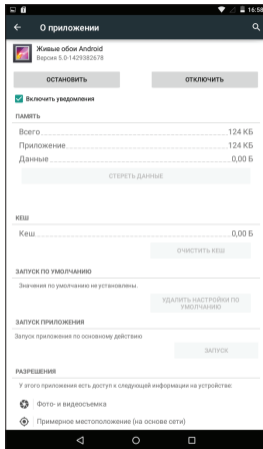 16:58
О приложении
Живые обои Android
Версия 5.0-1429382678
ОСТАНОВИТЬ
ОТКЛЮЧИТЬ
Включить уведомления
ПАМЯТЬ
Всего 124 КБ
Приложение 124 КБ
Данные 0,00 Б
СТЕРЕТЬ ДАННЫЕ
КЕШ
Кеш 0,00 Б
ОЧИСТИТЬ КЕШ
ЗАПУСК ПО УМОЛЧАНИЮ
Значения по умолчанию не установлены.
УДАЛИТЬ НАСТРОЙКИ ПО
УМОЛЧАНИЮ
ЗАПУСК ПРИЛОЖЕНИЯ
Запуск приложения по основному действию
ЗАПУСК
РАЗРЕШЕНИЯ
У этого приложения есть доступ к следующей информации на устройстве:
Фото- и видеосъемка
Примерное местоположение (на основе сети)